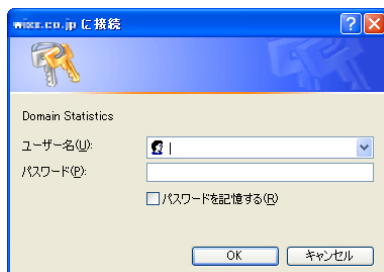 .co.jp に接続
Domain Statistics
ユーザー名(U):
パスワード(P):
パスワードを記憶する(R)
OK
キャンセル